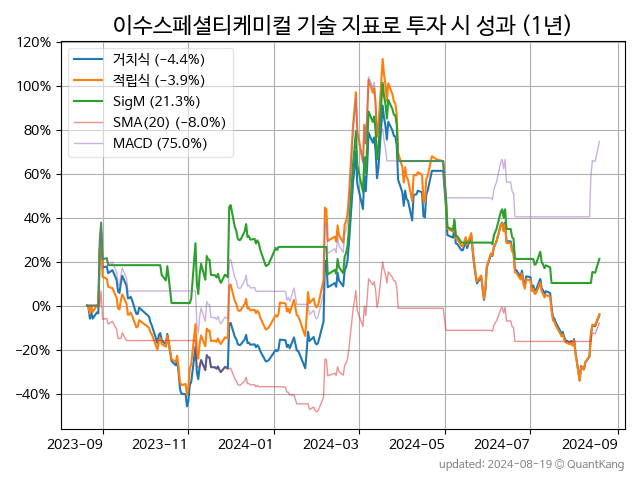 이수스페셜티케미컬 기술 지표로 투자 시 성과 (1년)
120%
100%
80%
60%
40%
20%
0%
−20%
−40%
거치식 (−4.4%)
적립식 (−3.9%)
SigM (21.3%)
SMA(20) (−8.0%)
MACD (75.0%)
2023-09 2023-11 2024-01 2024-03 2024-05 2024-07 2024-09
updated: 2024-08-19 © QuantKang